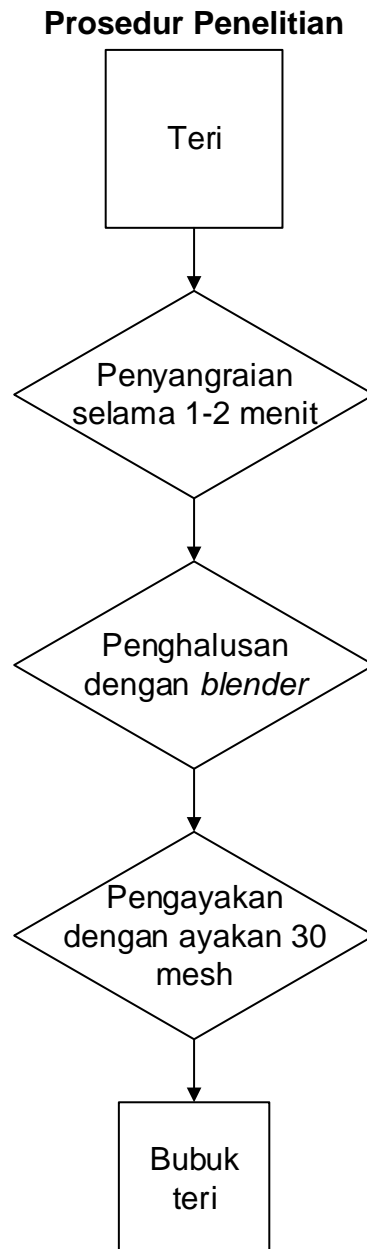 Prosedur Penelitian
Teri
Penyangraian
selama 1-2 menit
Penghalusan
dengan blender
Pengayakan
dengan ayakan 30
mesh
Bubuk
teri